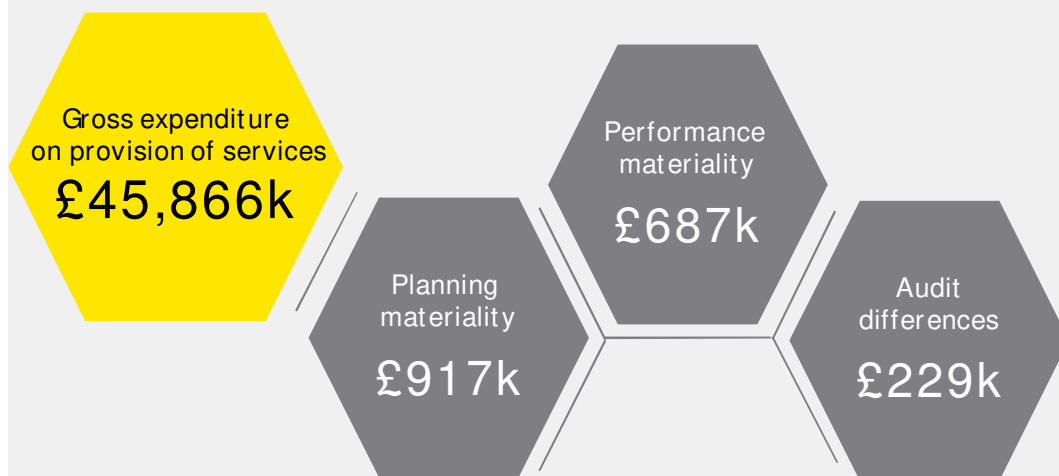 Gross expenditure
on provision of services
£45,866k
Planning
materiality
£917k
Performance
materiality
£687k
Audit
differences
£229k